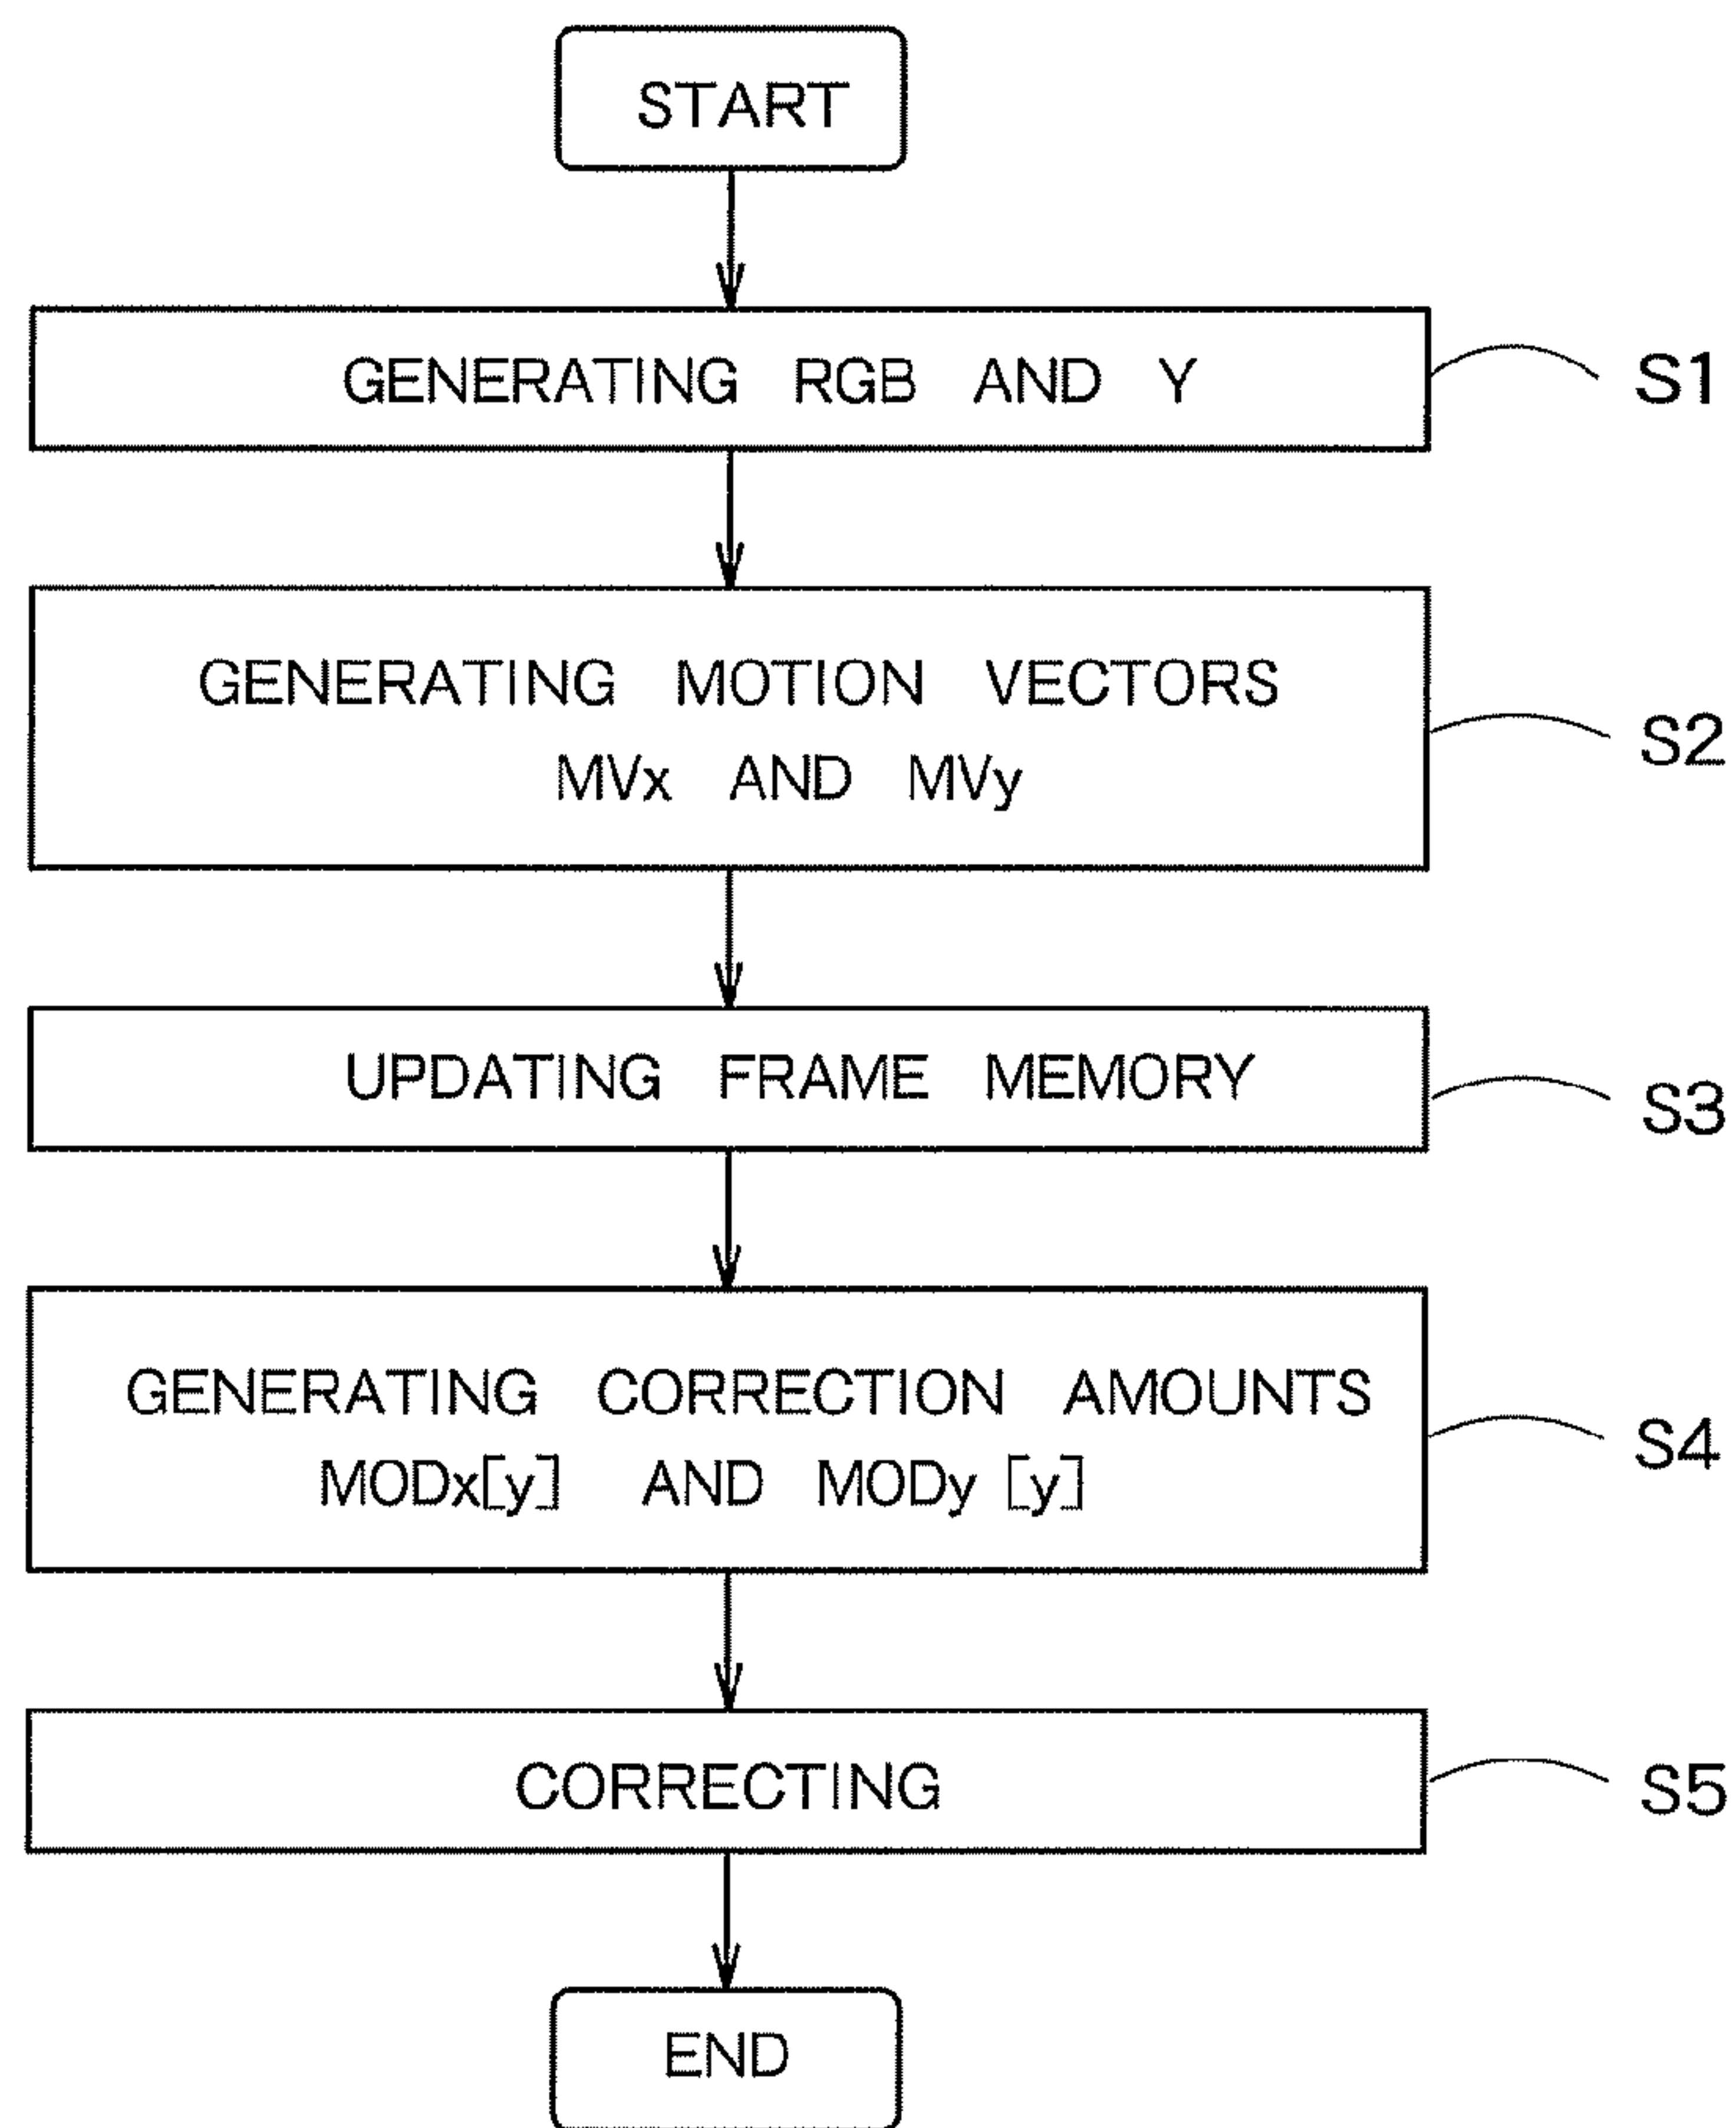 START
GENERATING RGB AND Y
S1
GENERATING MOTION VECTORS
MVx AND MVy
S2
UPDATING FRAME MEMORY
S3
GENERATING CORRECTION AMOUNTS
MODx[y] AND MODy [y]
S4
CORRECTING
S5
END